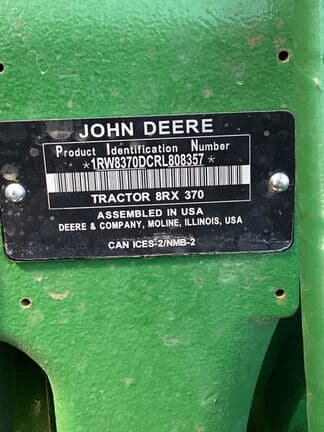 JOHN DEERE
Product Identification Number
*1RW8370DCRL808357*
TRACTOR 8RX 370
ASSEMBLED IN USA
DEERE & COMPANY, MOLINE, ILLINOIS, USA
CAN ICES-2/NMB-2